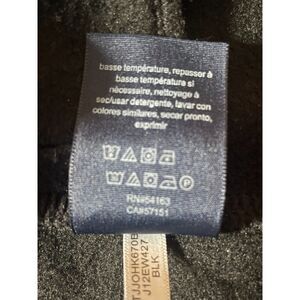 basse température, repasser à
basse température si
nécessaire, nettoyage à
sec/usar detergente, lavar con
colores similares, secar pronto,
exprimir
RN#54163
CA#57151
TJJOHK670B
J12EW427
BLK